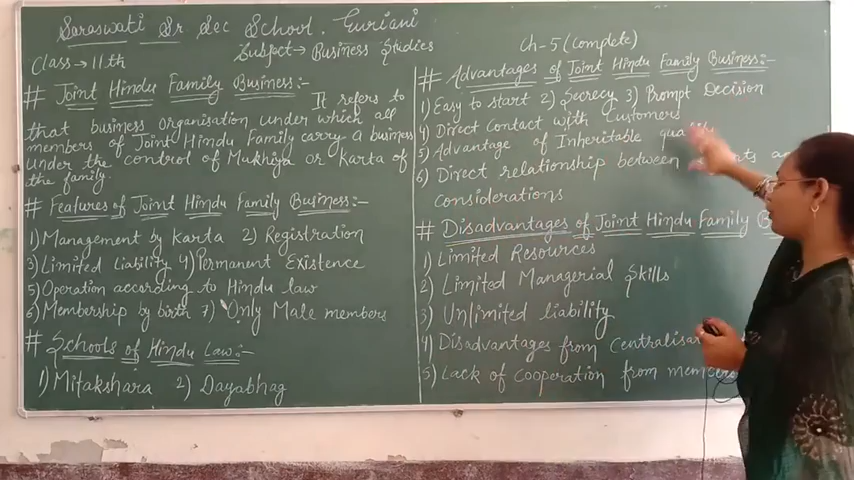 Saraswati Sr Sec School. Guriani
Subject → Business Studies
Class → 11th
Ch-5 (Complete)
# Joint Hindu Family Business:-
It refers to
that business Organisation under which all
members of Joint Hindu Family carry a business
under the control of Mukhiya or Karta of
the family.
# Features of Joint Hindu Family Business:-
1) Management by Karta 2) Registration
3) Limited Liability 4) Permanent Existence
5) Operation according to Hindu law
6) Membership by birth 7) Only Male members
# Schools of Hindu Law:-
1) Mitakshara 2) Dayabhag
# Advantages of Joint Hindu Family Business:-
1) Easy to start 2) Secrecy 3) Prompt Decision
4) Direct Contact with Customers
5) Advantage of Inheritable
6) Direct relationship between
considerations
# Disadvantages of Joint Hindu Family
1) Limited Resources
2) Limited Managerial Skills
3) Unlimited liability
4) Disadvantages from
5) Lack of Cooperation from